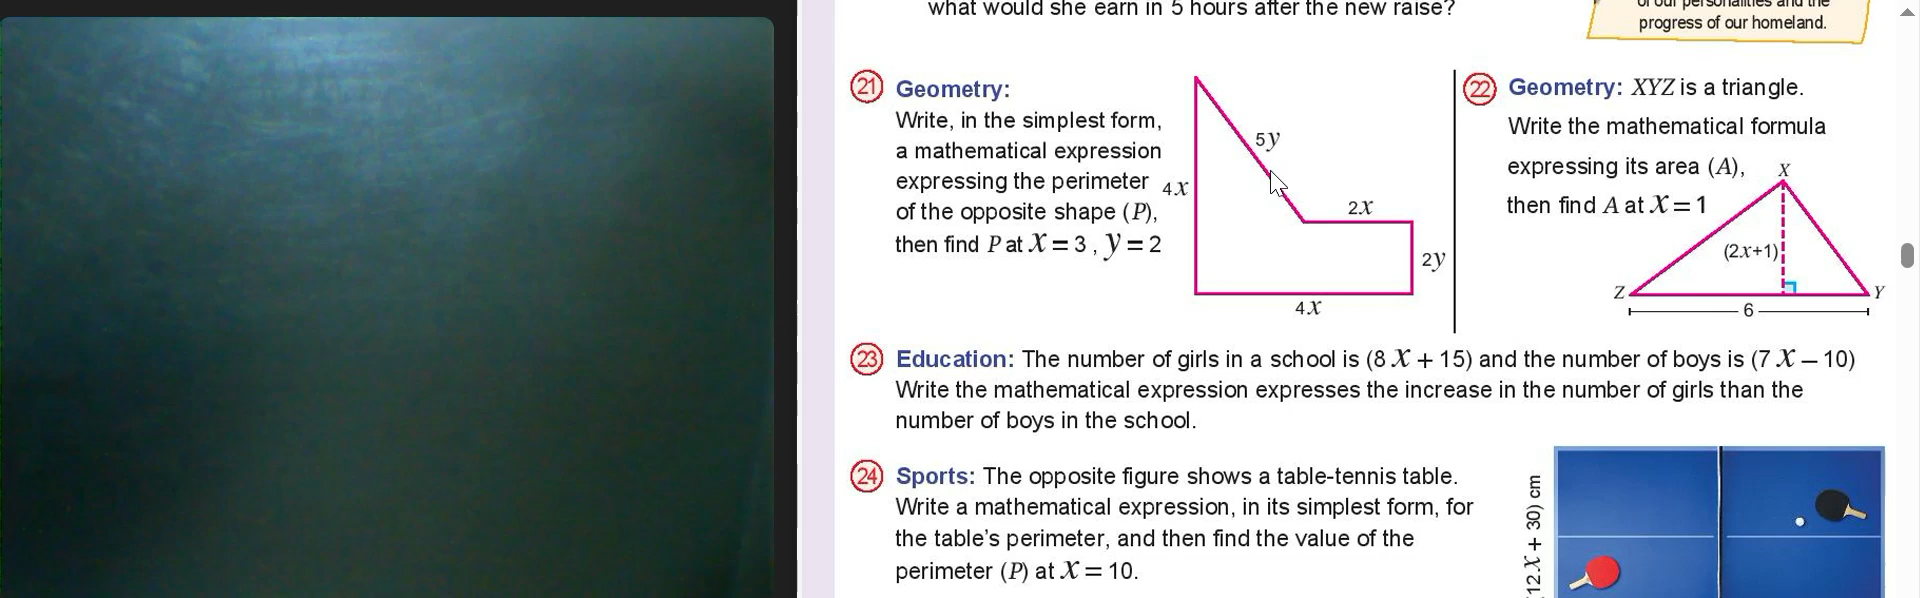 what would she earn in 5 hours after the new raise?
progress of our homeland.
21 Geometry:
Write, in the simplest form,
a mathematical expression
expressing the perimeter
of the opposite shape (P),
then find P at x = 3 , y = 2
5y
4x
2x
2y
4x
22 Geometry: XYZ is a triangle.
Write the mathematical formula
expressing its area (A),
then find A at x = 1
X
(2x+1)
Z
Y
6
23 Education: The number of girls in a school is (8 x + 15) and the number of boys is (7 x – 10)
Write the mathematical expression expresses the increase in the number of girls than the
number of boys in the school.
24 Sports: The opposite figure shows a table-tennis table.
Write a mathematical expression, in its simplest form, for
the table's perimeter, and then find the value of the
perimeter (P) at x = 10.
(12 x + 30) cm